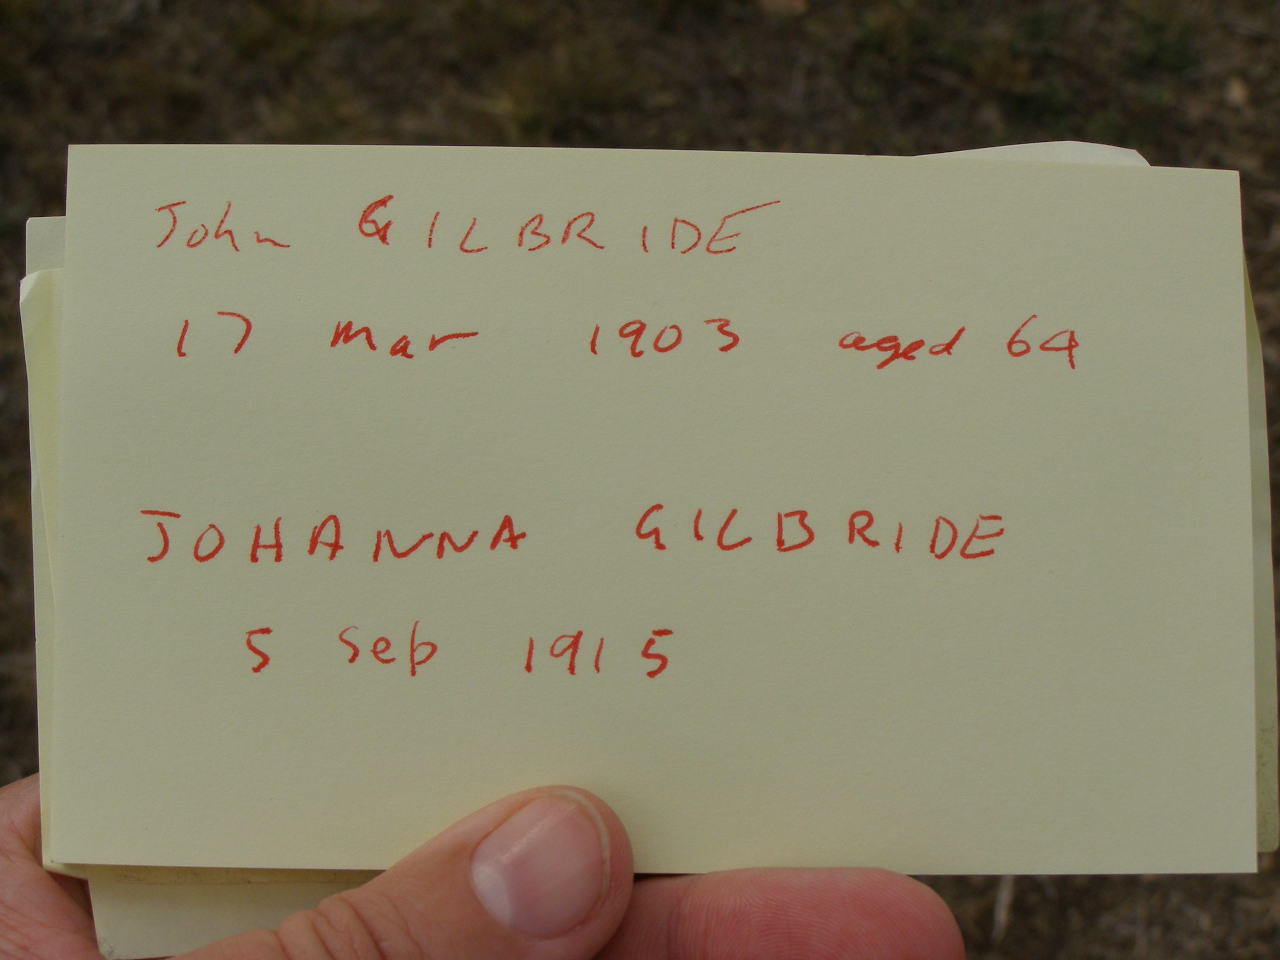 John GILBRIDE
17 Mar 1903 aged 64
JOHANNA GILBRIDE
5 Sep 1915